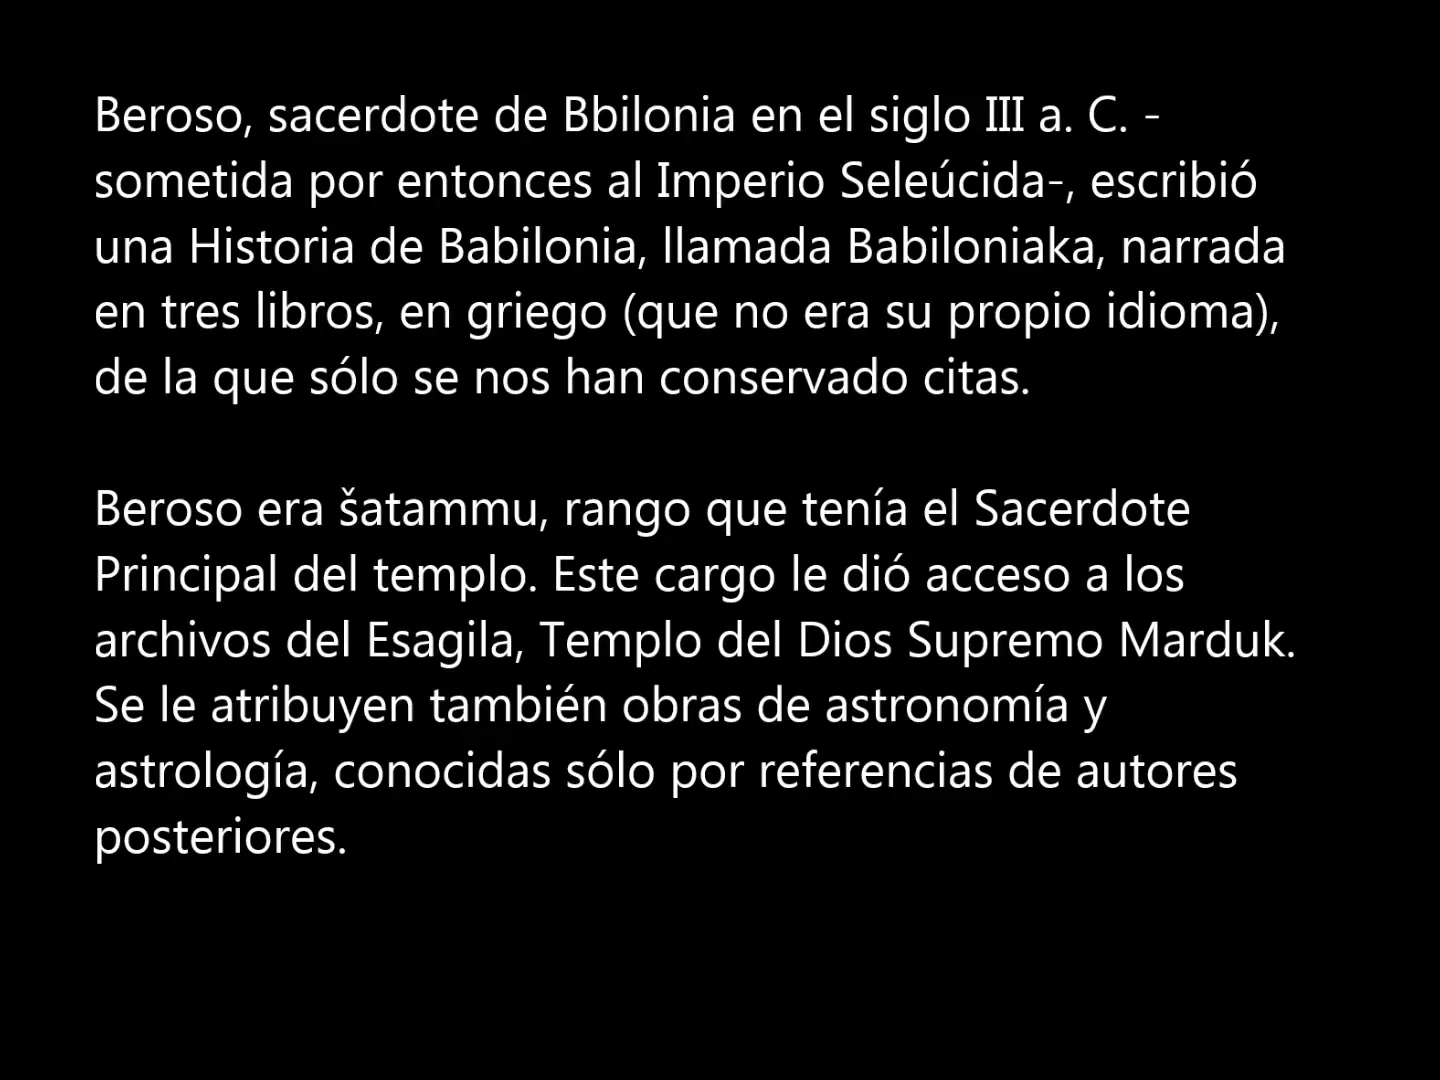 Beroso, sacerdote de Bbilonia en el siglo III a. C. -
sometida por entonces al Imperio Seleúcida-, escribió
una Historia de Babilonia, llamada Babiloniaka, narrada
en tres libros, en griego (que no era su propio idioma),
de la que sólo se nos han conservado citas.
Beroso era šatammu, rango que tenía el Sacerdote
Principal del templo. Este cargo le dió acceso a los
archivos del Esagila, Templo del Dios Supremo Marduk.
Se le atribuyen también obras de astronomía y
astrología, conocidas sólo por referencias de autores
posteriores.